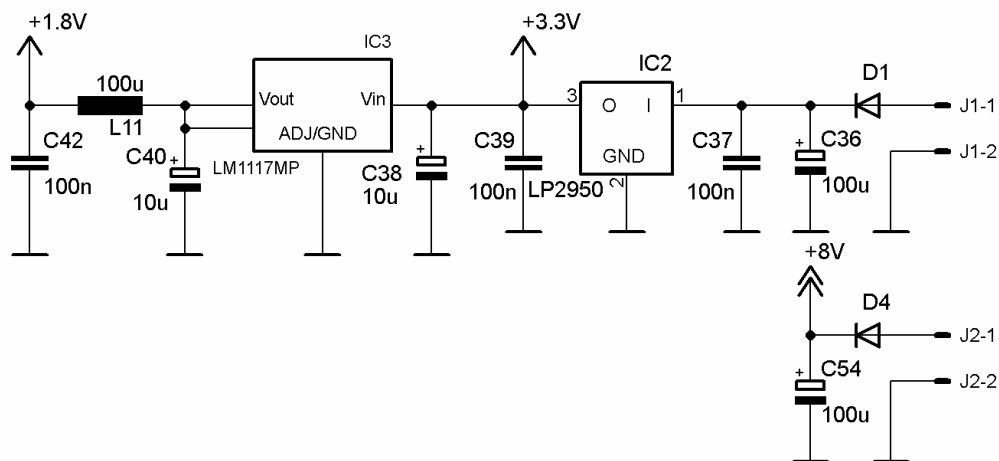 +1.8V
+3.3V
IC3
IC2
D1
100u
Vout
Vin
3
O
I
1
J1-1
L11
C42
C40
+
ADJ/GND
+
C39
C37
+
C36
J1-2
LM1117MP
C38
GND
100n
10u
10u
100n
LP2950
2
100n
100u
+8V
D4
J2-1
+
C54
J2-2
100u